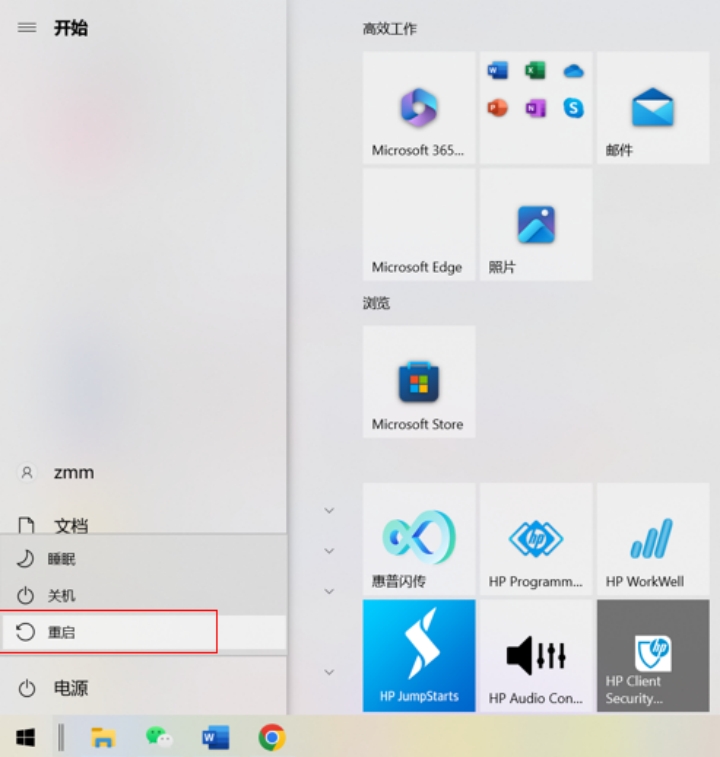 开始
zmm
文档
睡眠
关机
重启
电源
高效工作
Microsoft 365...
邮件
Microsoft Edge
照片
浏览
Microsoft Store
惠普闪传
HP Programm...
HP WorkWell
HP JumpStarts
HP Audio Con...
HP Client
Security...